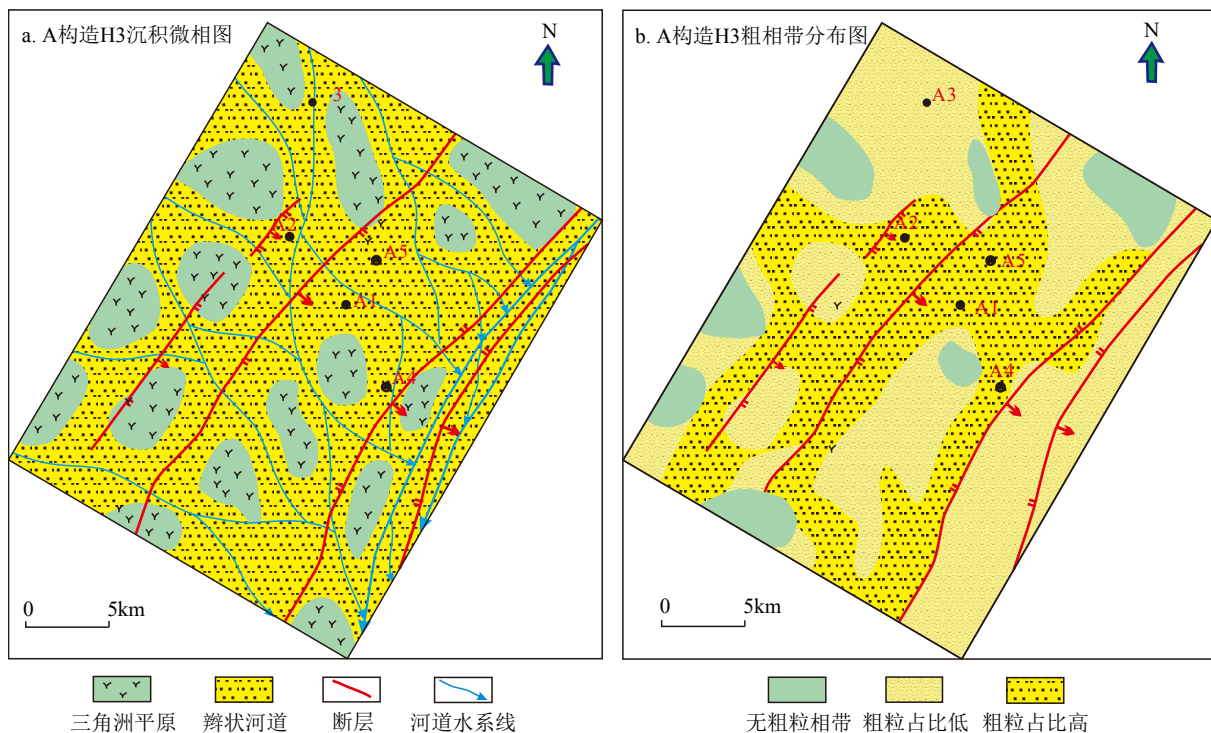 a. A构造H3沉积微相图
N
3
A2
A5
A1
A4
0 5km
三角洲平原 辫状河道 断层 河道水系线
b. A构造H3粗相带分布图
N
A3
A2
A5
A1
A4
0 5km
无粗粒相带 粗粒占比低 粗粒占比高